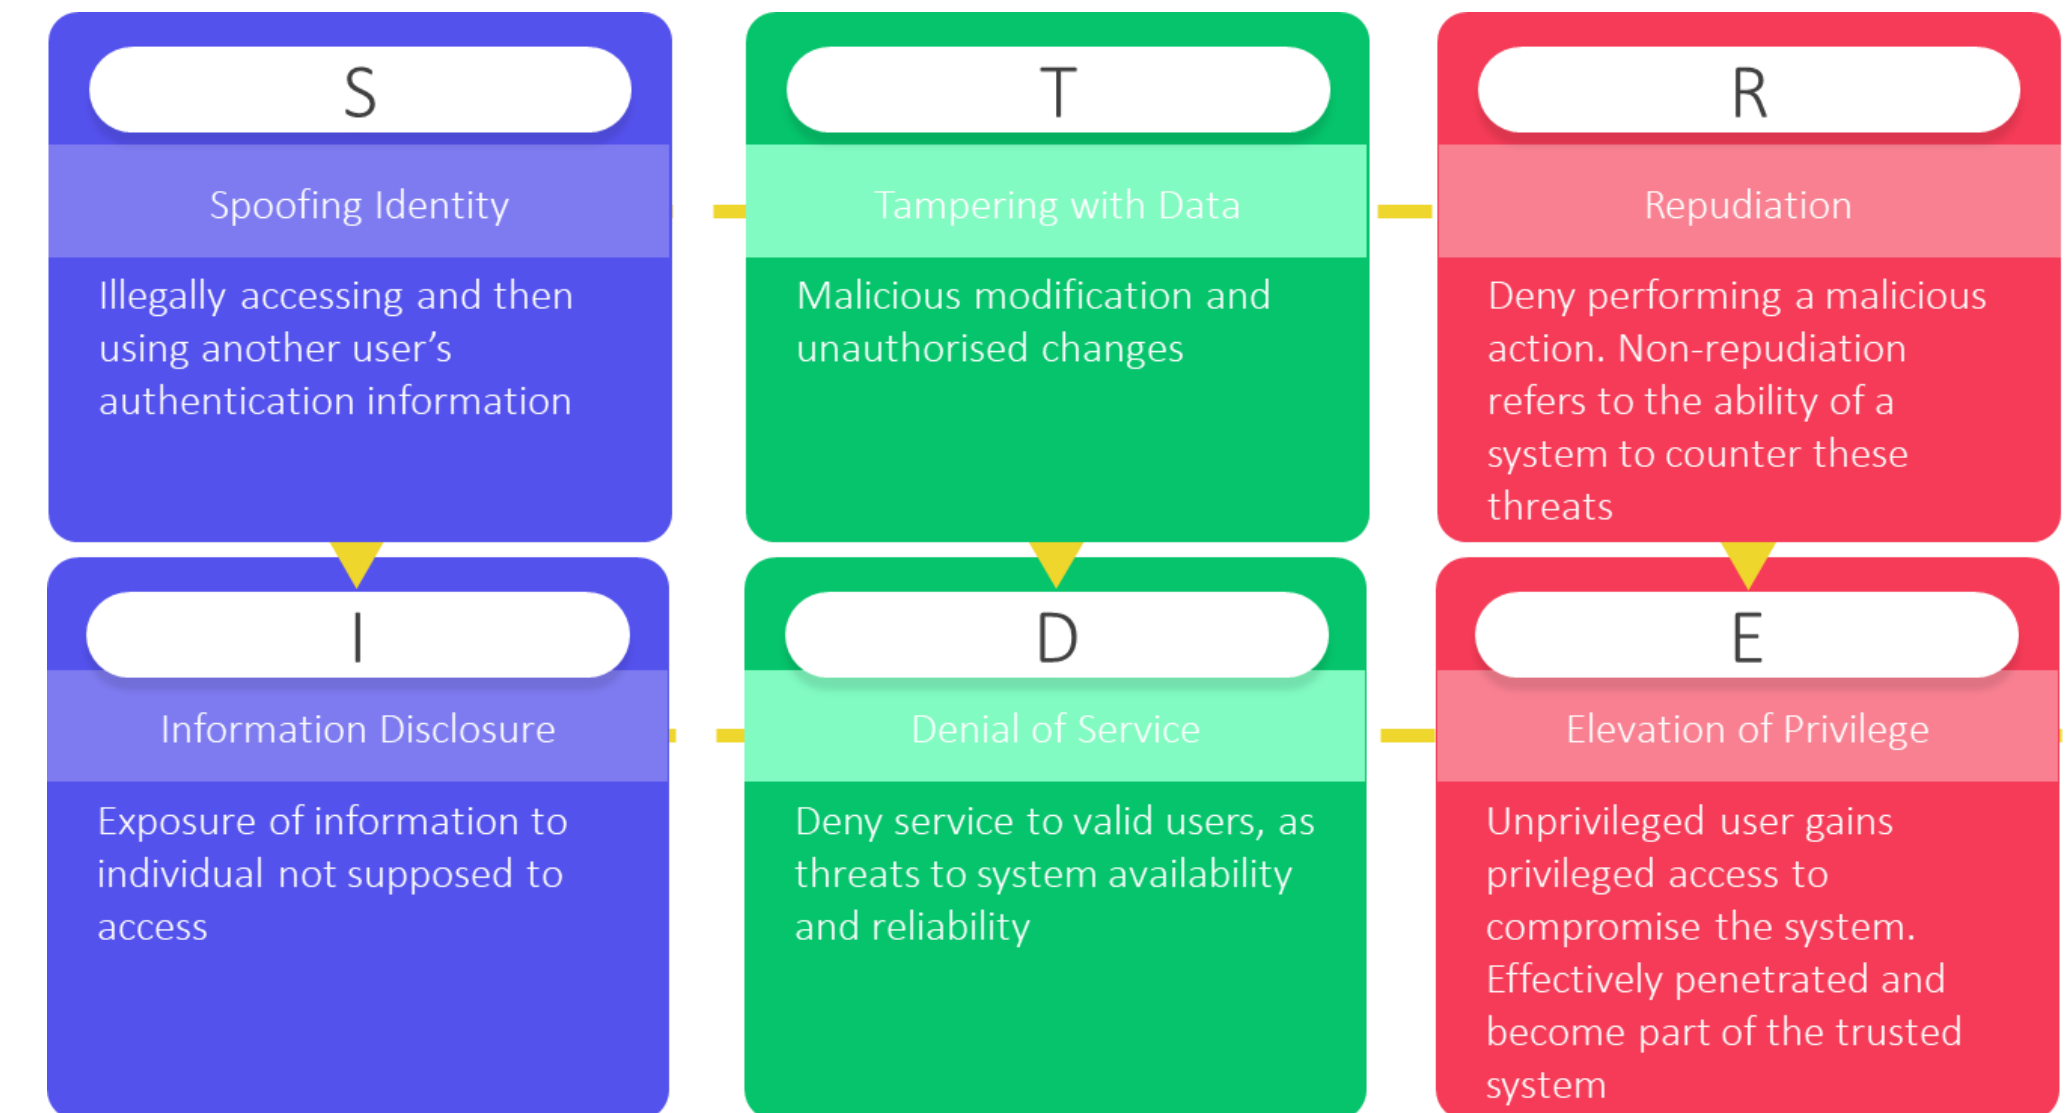 S
Spoofing Identity
Illegally accessing and then
using another user’s
authentication information
T
Tampering with Data
Malicious modification and
unauthorised changes
R
Repudiation
Deny performing a malicious
action. Non-repudiation
refers to the ability of a
system to counter these
threats
I
Information Disclosure
Exposure of information to
individual not supposed to
access
D
Denial of Service
Deny service to valid users, as
threats to system availability
and reliability
E
Elevation of Privilege
Unprivileged user gains
privileged access to
compromise the system.
Effectively penetrated and
become part of the trusted
system